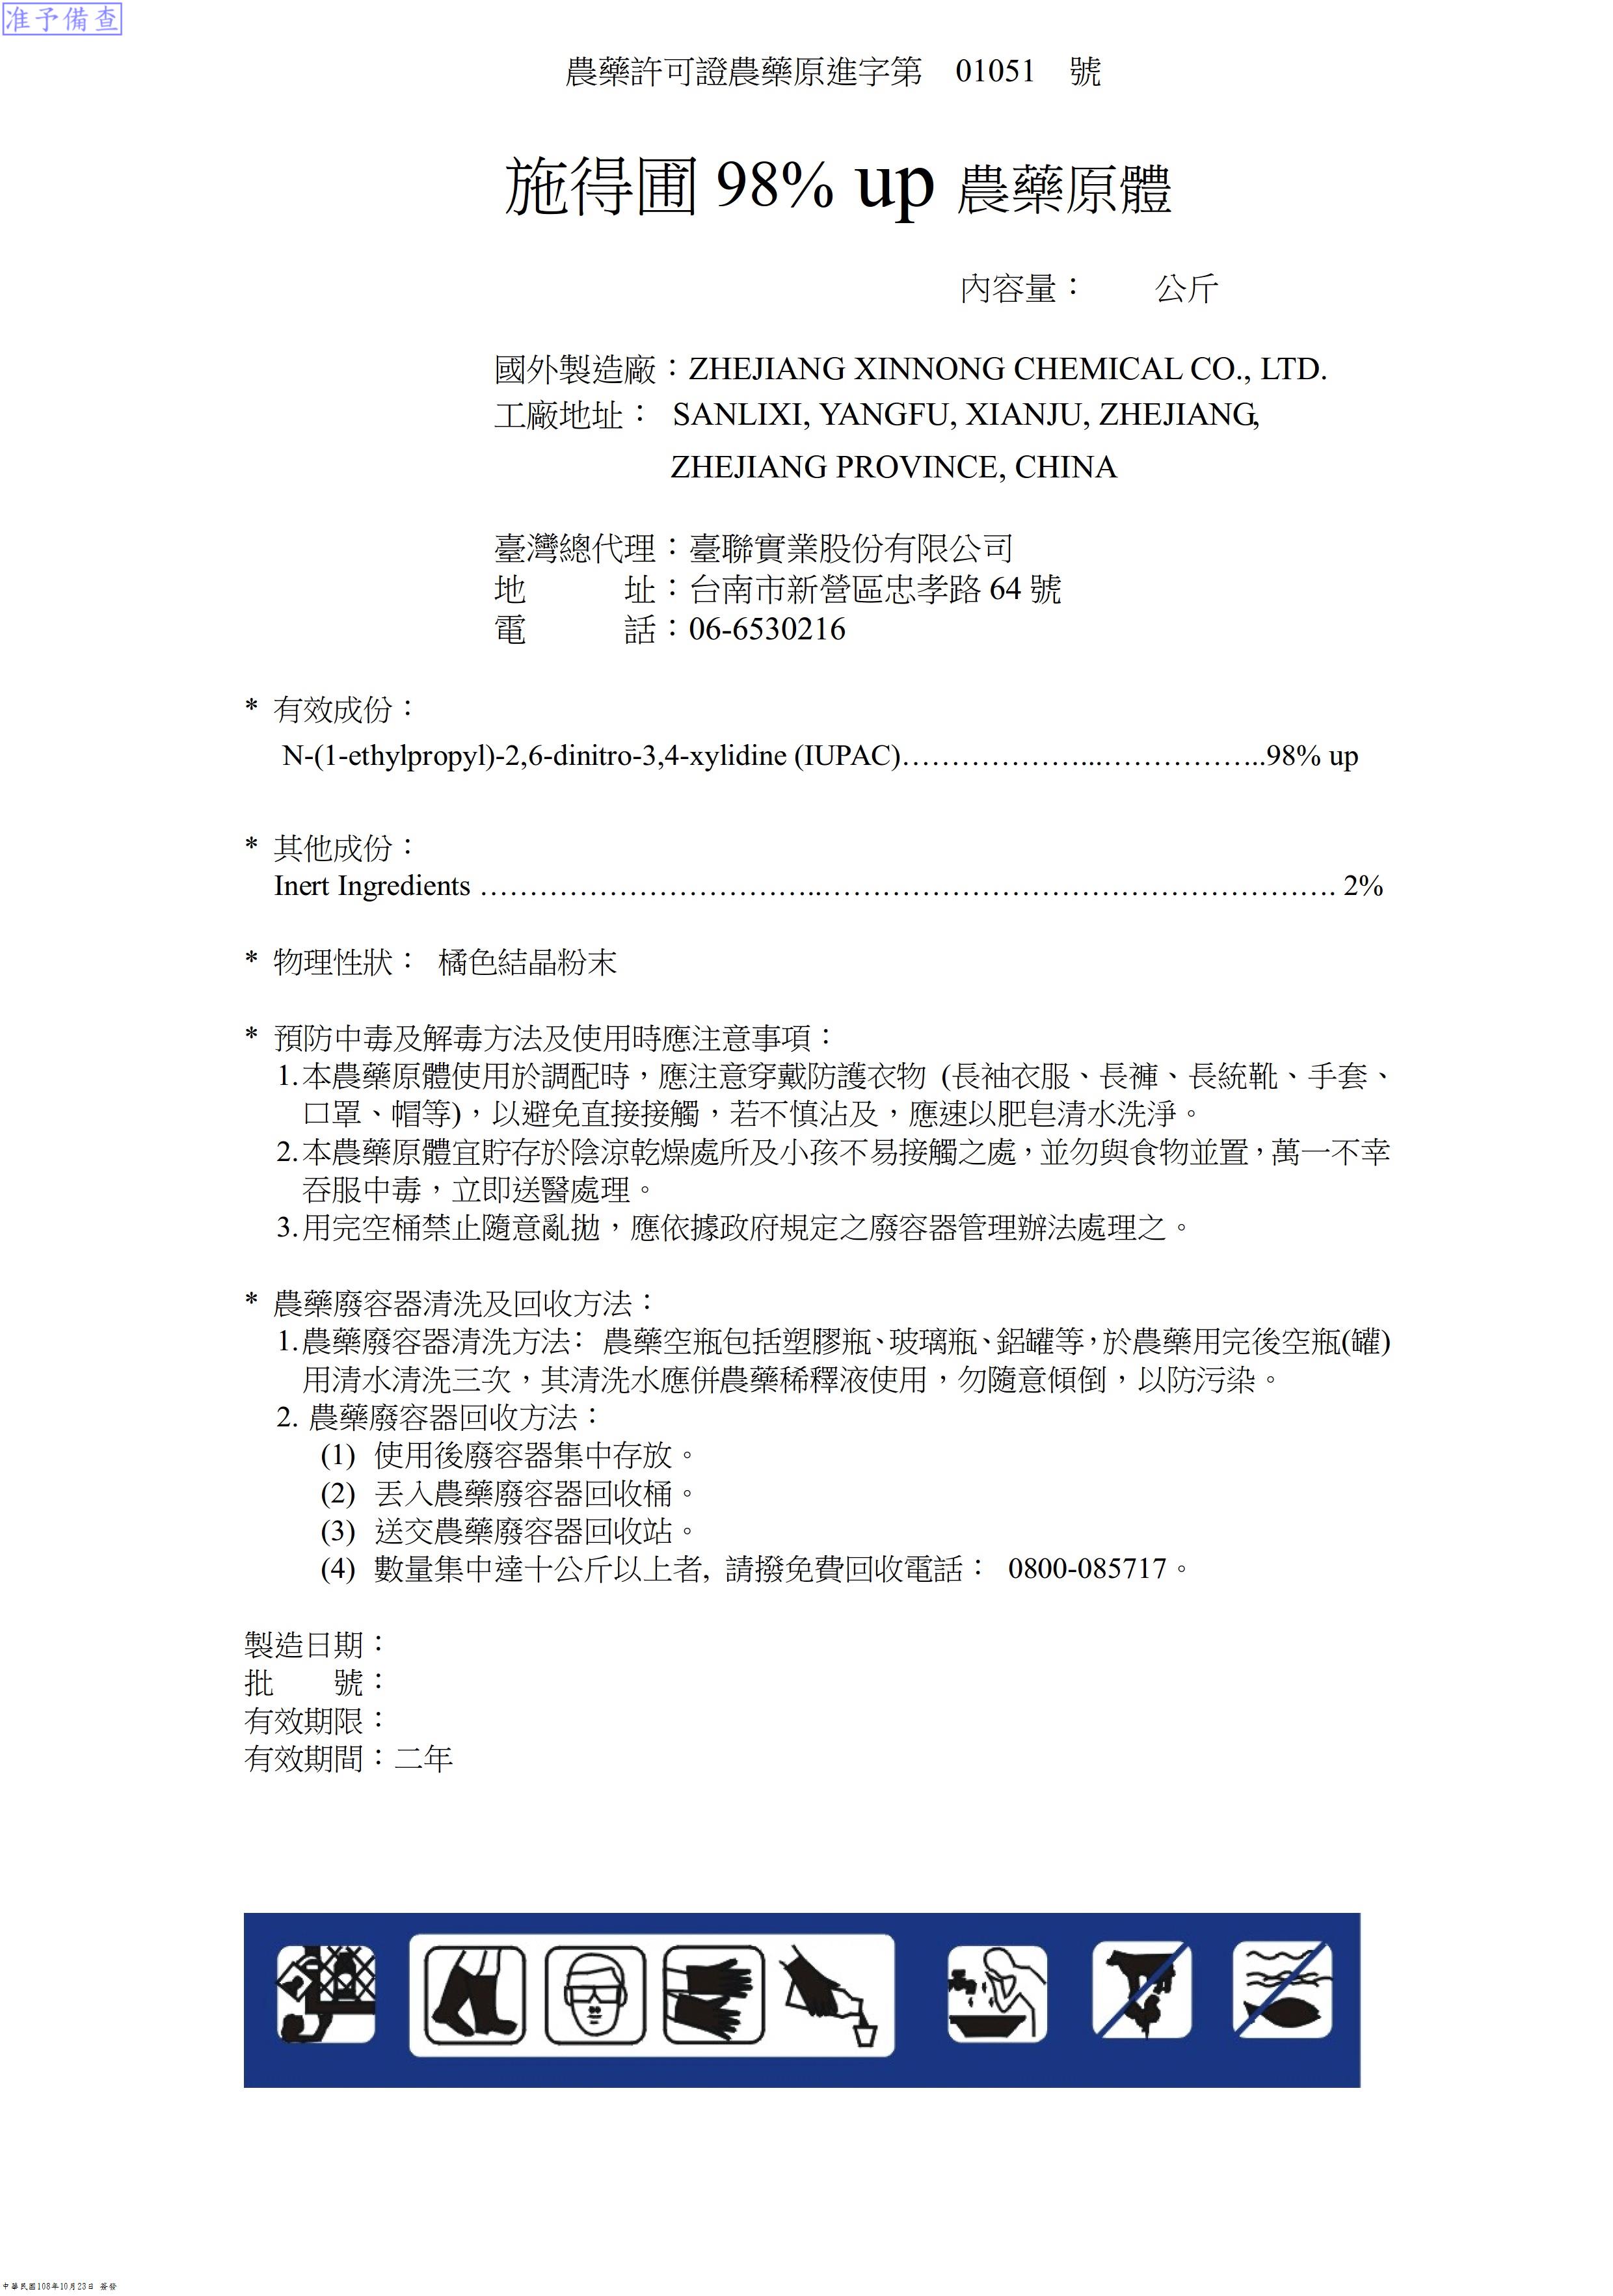 准予備查
農藥許可證農藥原進字第 01051 號
施得圃 98% up 農藥原體
內容量： 公斤
國外製造廠：ZHEJIANG XINNONG CHEMICAL CO., LTD.
工廠地址： SANLIXI, YANGFU, XIANJU, ZHEJIANG,
ZHEJIANG PROVINCE, CHINA
臺灣總代理：臺聯實業股份有限公司
地 址：台南市新營區忠孝路 64 號
電 話：06-6530216
* 有效成份：
N-(1-ethylpropyl)-2,6-dinitro-3,4-xylidine (IUPAC)………………...……………..98% up
* 其他成份：
Inert Ingredients ……………………………..……………………………………………. 2%
* 物理性狀： 橘色結晶粉末
* 預防中毒及解毒方法及使用時應注意事項：
1.本農藥原體使用於調配時，應注意穿戴防護衣物 (長袖衣服、長褲、長統靴、手套、
口罩、帽等)，以避免直接接觸，若不慎沾及，應速以肥皂清水洗淨。
2.本農藥原體宜貯存於陰涼乾燥處所及小孩不易接觸之處，並勿與食物並置，萬一不幸
吞服中毒，立即送醫處理。
3.用完空桶禁止隨意亂拋，應依據政府規定之廢容器管理辦法處理之。
* 農藥廢容器清洗及回收方法：
1.農藥廢容器清洗方法： 農藥空瓶包括塑膠瓶、玻璃瓶、鋁罐等，於農藥用完後空瓶(罐)
用清水清洗三次，其清洗水應併農藥稀釋液使用，勿隨意傾倒，以防污染。
2. 農藥廢容器回收方法：
(1) 使用後廢容器集中存放。
(2) 丟入農藥廢容器回收桶。
(3) 送交農藥廢容器回收站。
(4) 數量集中達十公斤以上者, 請撥免費回收電話： 0800-085717。
製造日期：
批 號：
有效期限：
有效期間：二年
中華民國108年10月23日 簽發